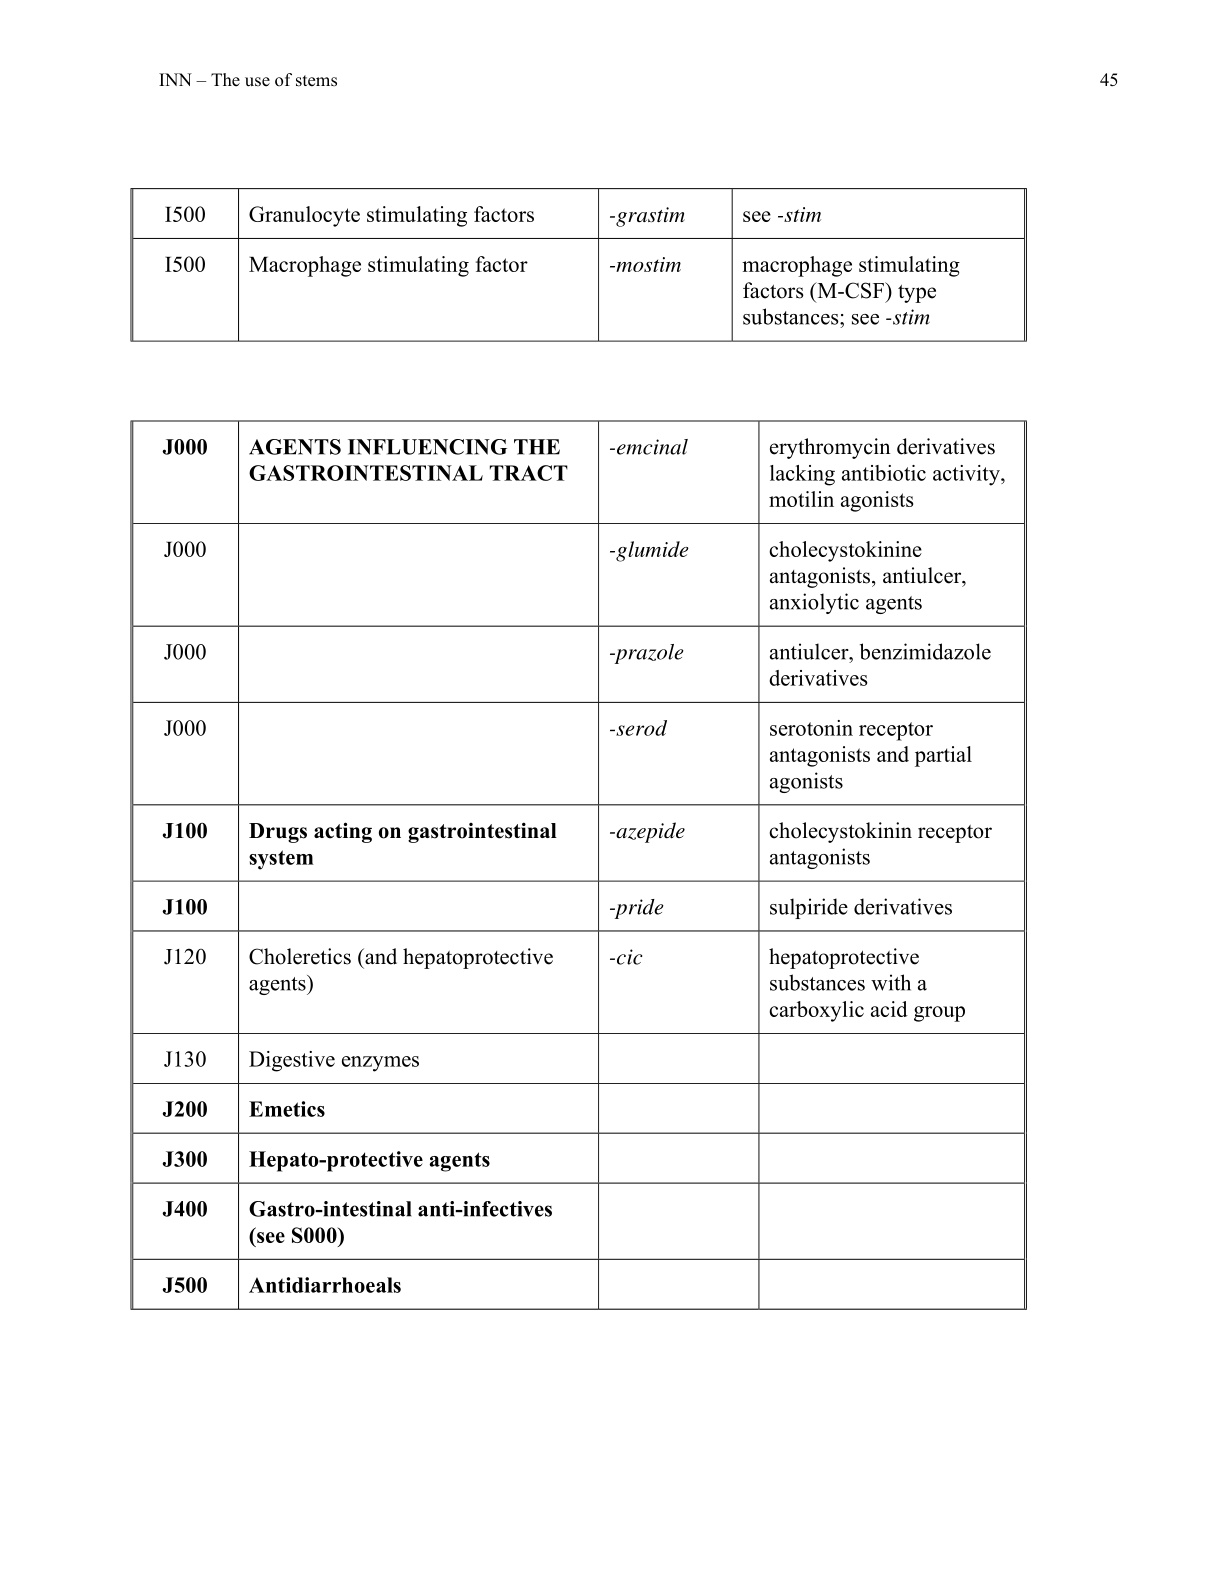 INN – The use of stems 45
I500 Granulocyte stimulating factors -grastim see -stim
I500 Macrophage stimulating factor -mostim macrophage stimulating
factors (M-CSF) type
substances; see -stim
J000 AGENTS INFLUENCING THE -emcinal erythromycin derivatives
GASTROINTESTINAL TRACT lacking antibiotic activity,
motilin agonists
J000 -glumide cholecystokinine
antagonists, antiulcer,
anxiolytic agents
J000 -prazole antiulcer, benzimidazole
derivatives
J000 -serod serotonin receptor
antagonists and partial
agonists
J100 Drugs acting on gastrointestinal -azepide cholecystokinin receptor
system antagonists
J100 -pride sulpiride derivatives
J120 Choleretics (and hepatoprotective -cic hepatoprotective
agents) substances with a
carboxylic acid group
J130 Digestive enzymes
J200 Emetics
J300 Hepato-protective agents
J400 Gastro-intestinal anti-infectives
(see S000)
J500 Antidiarrhoeals